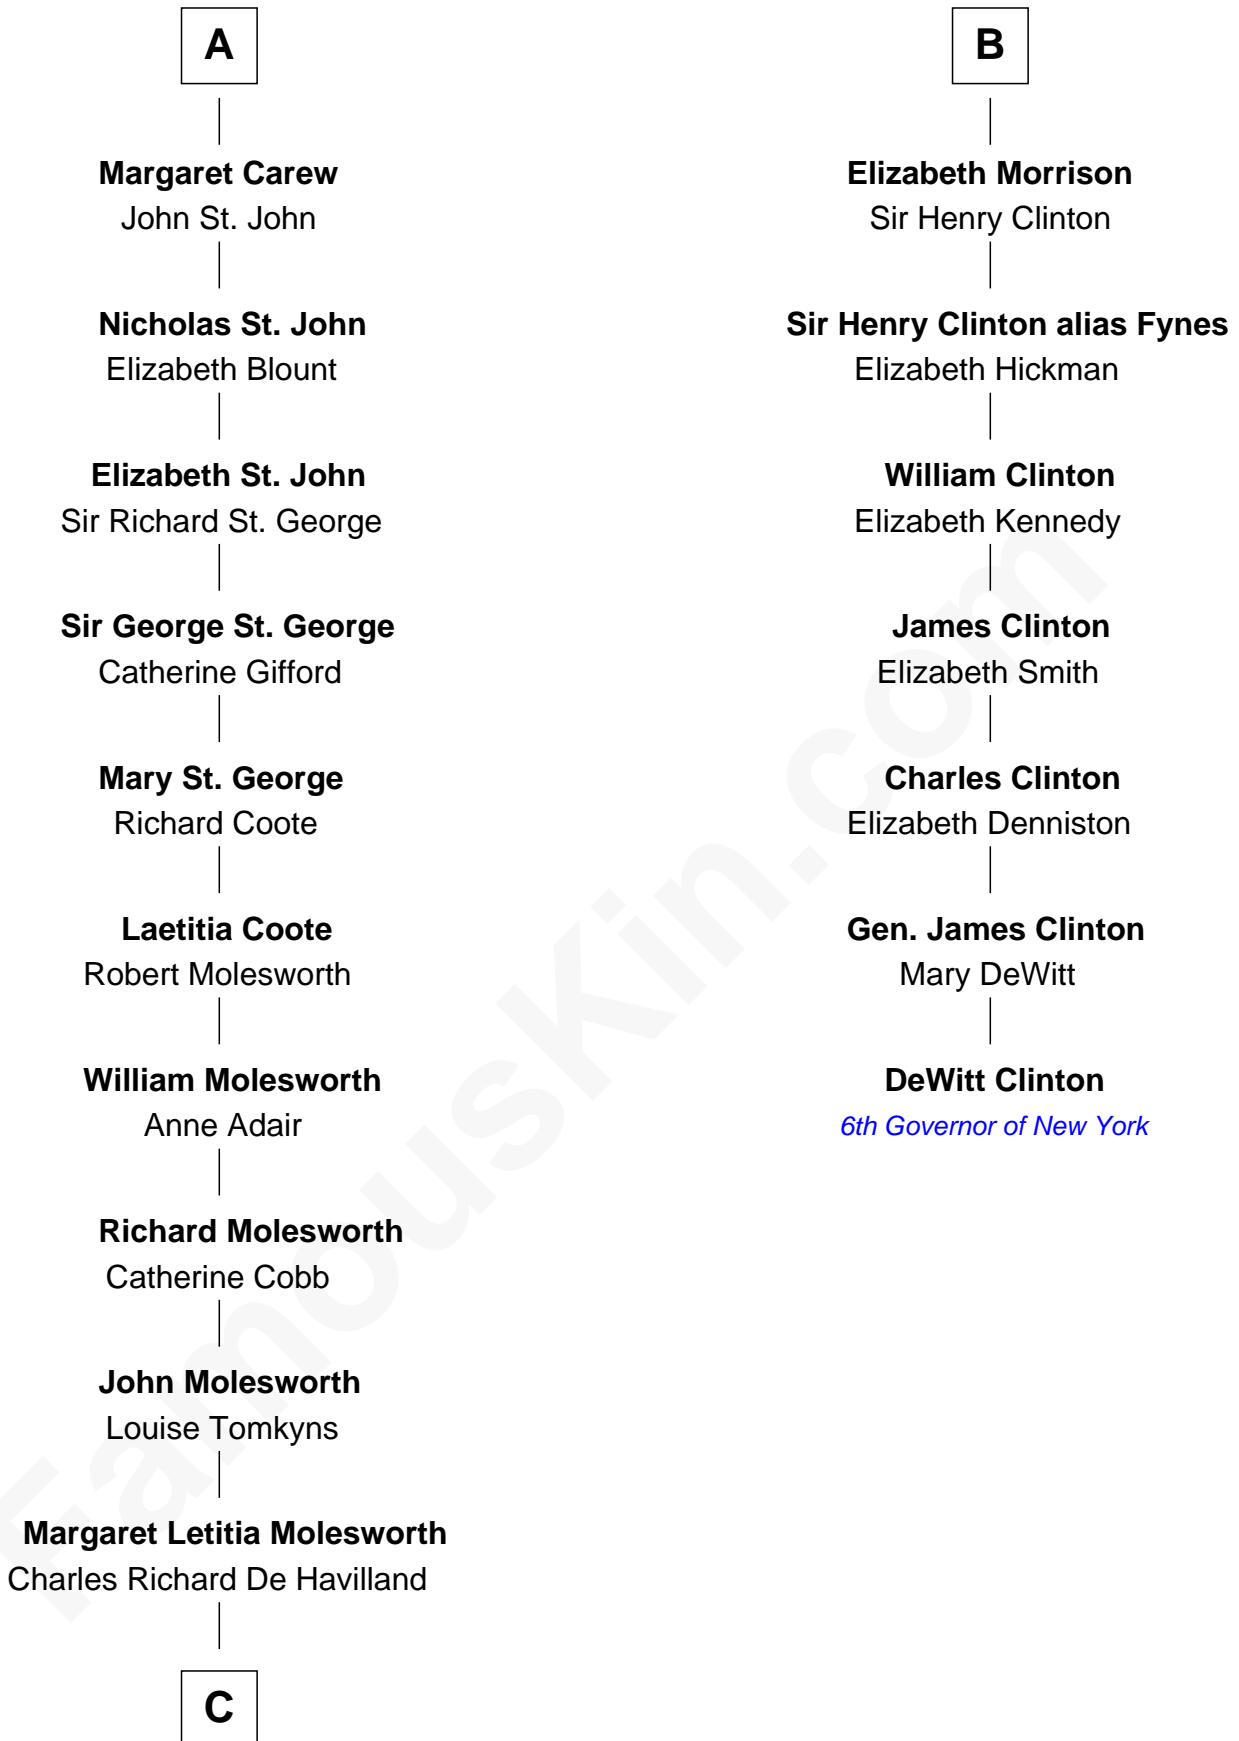 A
Margaret Carew
John St. John
Nicholas St. John
Elizabeth Blount
Elizabeth St. John
Sir Richard St. George
Sir George St. George
Catherine Gifford
Mary St. George
Richard Coote
Laetitia Coote
Robert Molesworth
William Molesworth
Anne Adair
Richard Molesworth
Catherine Cobb
John Molesworth
Louise Tomkyns
Margaret Letitia Molesworth
Charles Richard De Havilland
C
B
Elizabeth Morrison
Sir Henry Clinton
Sir Henry Clinton alias Fynes
Elizabeth Hickman
William Clinton
Elizabeth Kennedy
James Clinton
Elizabeth Smith
Charles Clinton
Elizabeth Denniston
Gen. James Clinton
Mary DeWitt
DeWitt Clinton
6th Governor of New York
FamousKin.com